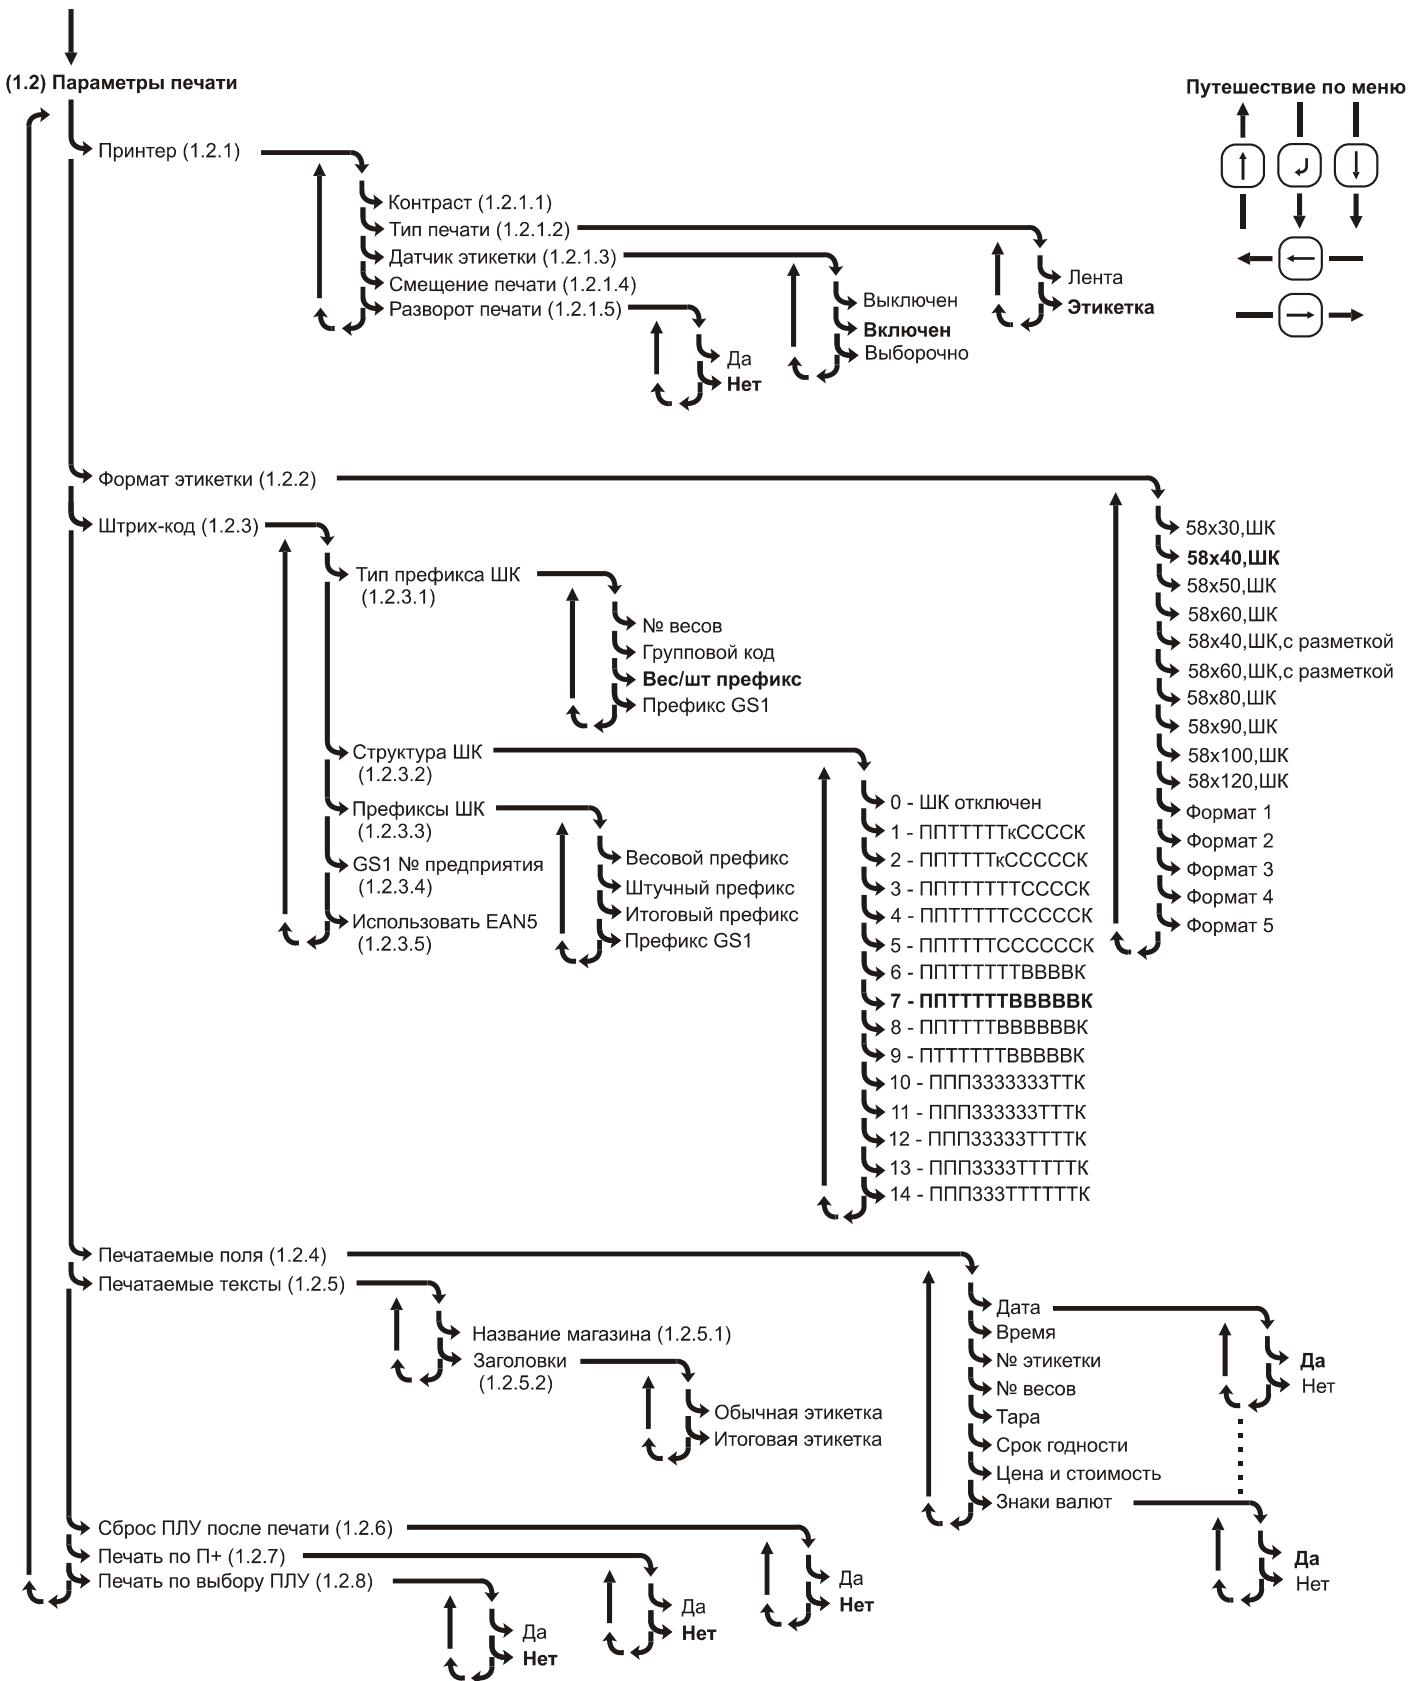 (1.2) Параметры печати
Путешествие по меню
Принтер (1.2.1)
Контраст (1.2.1.1)
Тип печати (1.2.1.2)
Лента
Этикетка
Датчик этикетки (1.2.1.3)
Выключен
Включен
Выборочно
Смещение печати (1.2.1.4)
Разворот печати (1.2.1.5)
Да
Нет
Формат этикетки (1.2.2)
58x30,ШК
58x40,ШК
58x50,ШК
58x60,ШК
58x40,ШК,с разметкой
58x60,ШК,с разметкой
58x80,ШК
58x90,ШК
58x100,ШК
58x120,ШК
Формат 1
Формат 2
Формат 3
Формат 4
Формат 5
Штрих-код (1.2.3)
Тип префикса ШК
(1.2.3.1)
№ весов
Групповой код
Вес/шт префикс
Префикс GS1
Структура ШК
(1.2.3.2)
0 - ШК отключен
1 - ППТТТТТкССССК
2 - ППТТТТкСССССК
3 - ППТТТТТТССССК
4 - ППТТТТТСССССК
5 - ППТТТТССССССК
6 - ППТТТТТТВВВВК
7 - ППТТТТТВВВВВК
8 - ППТТТТВВВВВВК
9 - ПТТТТТТВВВВВК
10 - ППП3333333ТТК
11 - ППП333333ТТТК
12 - ППП33333ТТТТК
13 - ППП3333ТТТТТК
14 - ППП333ТТТТТТК
Префиксы ШК
(1.2.3.3)
Весовой префикс
Штучный префикс
Итоговый префикс
Префикс GS1
GS1 № предприятия
(1.2.3.4)
Использовать EAN5
(1.2.3.5)
Печатаемые поля (1.2.4)
Дата
Время
№ этикетки
№ весов
Тара
Срок годности
Цена и стоимость
Знаки валют
Да
Нет
Да
Нет
Печатаемые тексты (1.2.5)
Название магазина (1.2.5.1)
Заголовки
(1.2.5.2)
Обычная этикетка
Итоговая этикетка
Сброс ПЛУ после печати (1.2.6)
Да
Нет
Печать по П+ (1.2.7)
Да
Нет
Печать по выбору ПЛУ (1.2.8)
Да
Нет